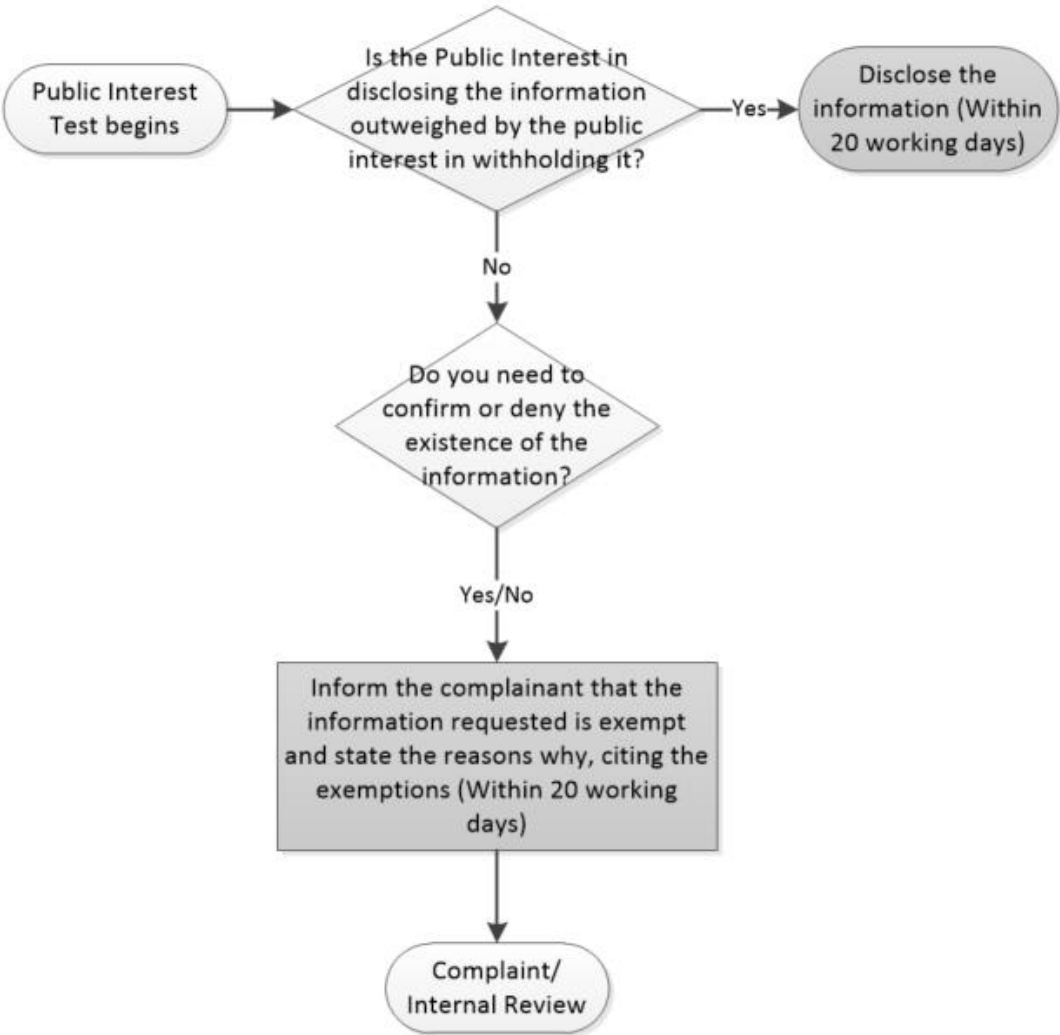 Public Interest
Test begins
Is the Public Interest in
disclosing the information
outweighed by the public
interest in withholding it?
Yes
Disclose the
information (Within
20 working days)
No
Do you need to
confirm or deny the
existence of the
information?
Yes/No
Inform the complainant that the
information requested is exempt
and state the reasons why, citing the
exemptions (Within 20 working
days)
Complaint/
Internal Review